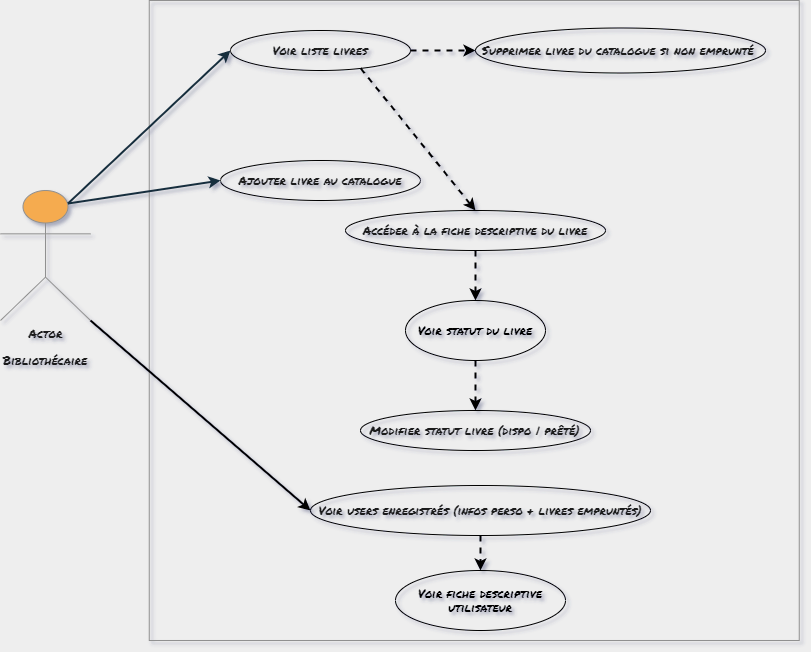 Voir liste livres
Supprimer livre du catalogue si non emprunté
Ajouter livre au catalogue
Accéder à la fiche descriptive du livre
Actor
Bibliothécaire
Voir statut du livre
Modifier statut livre (dispo / prêté)
Voir users enregistrés (infos perso + livres empruntés)
Voir fiche descriptive
utilisateur